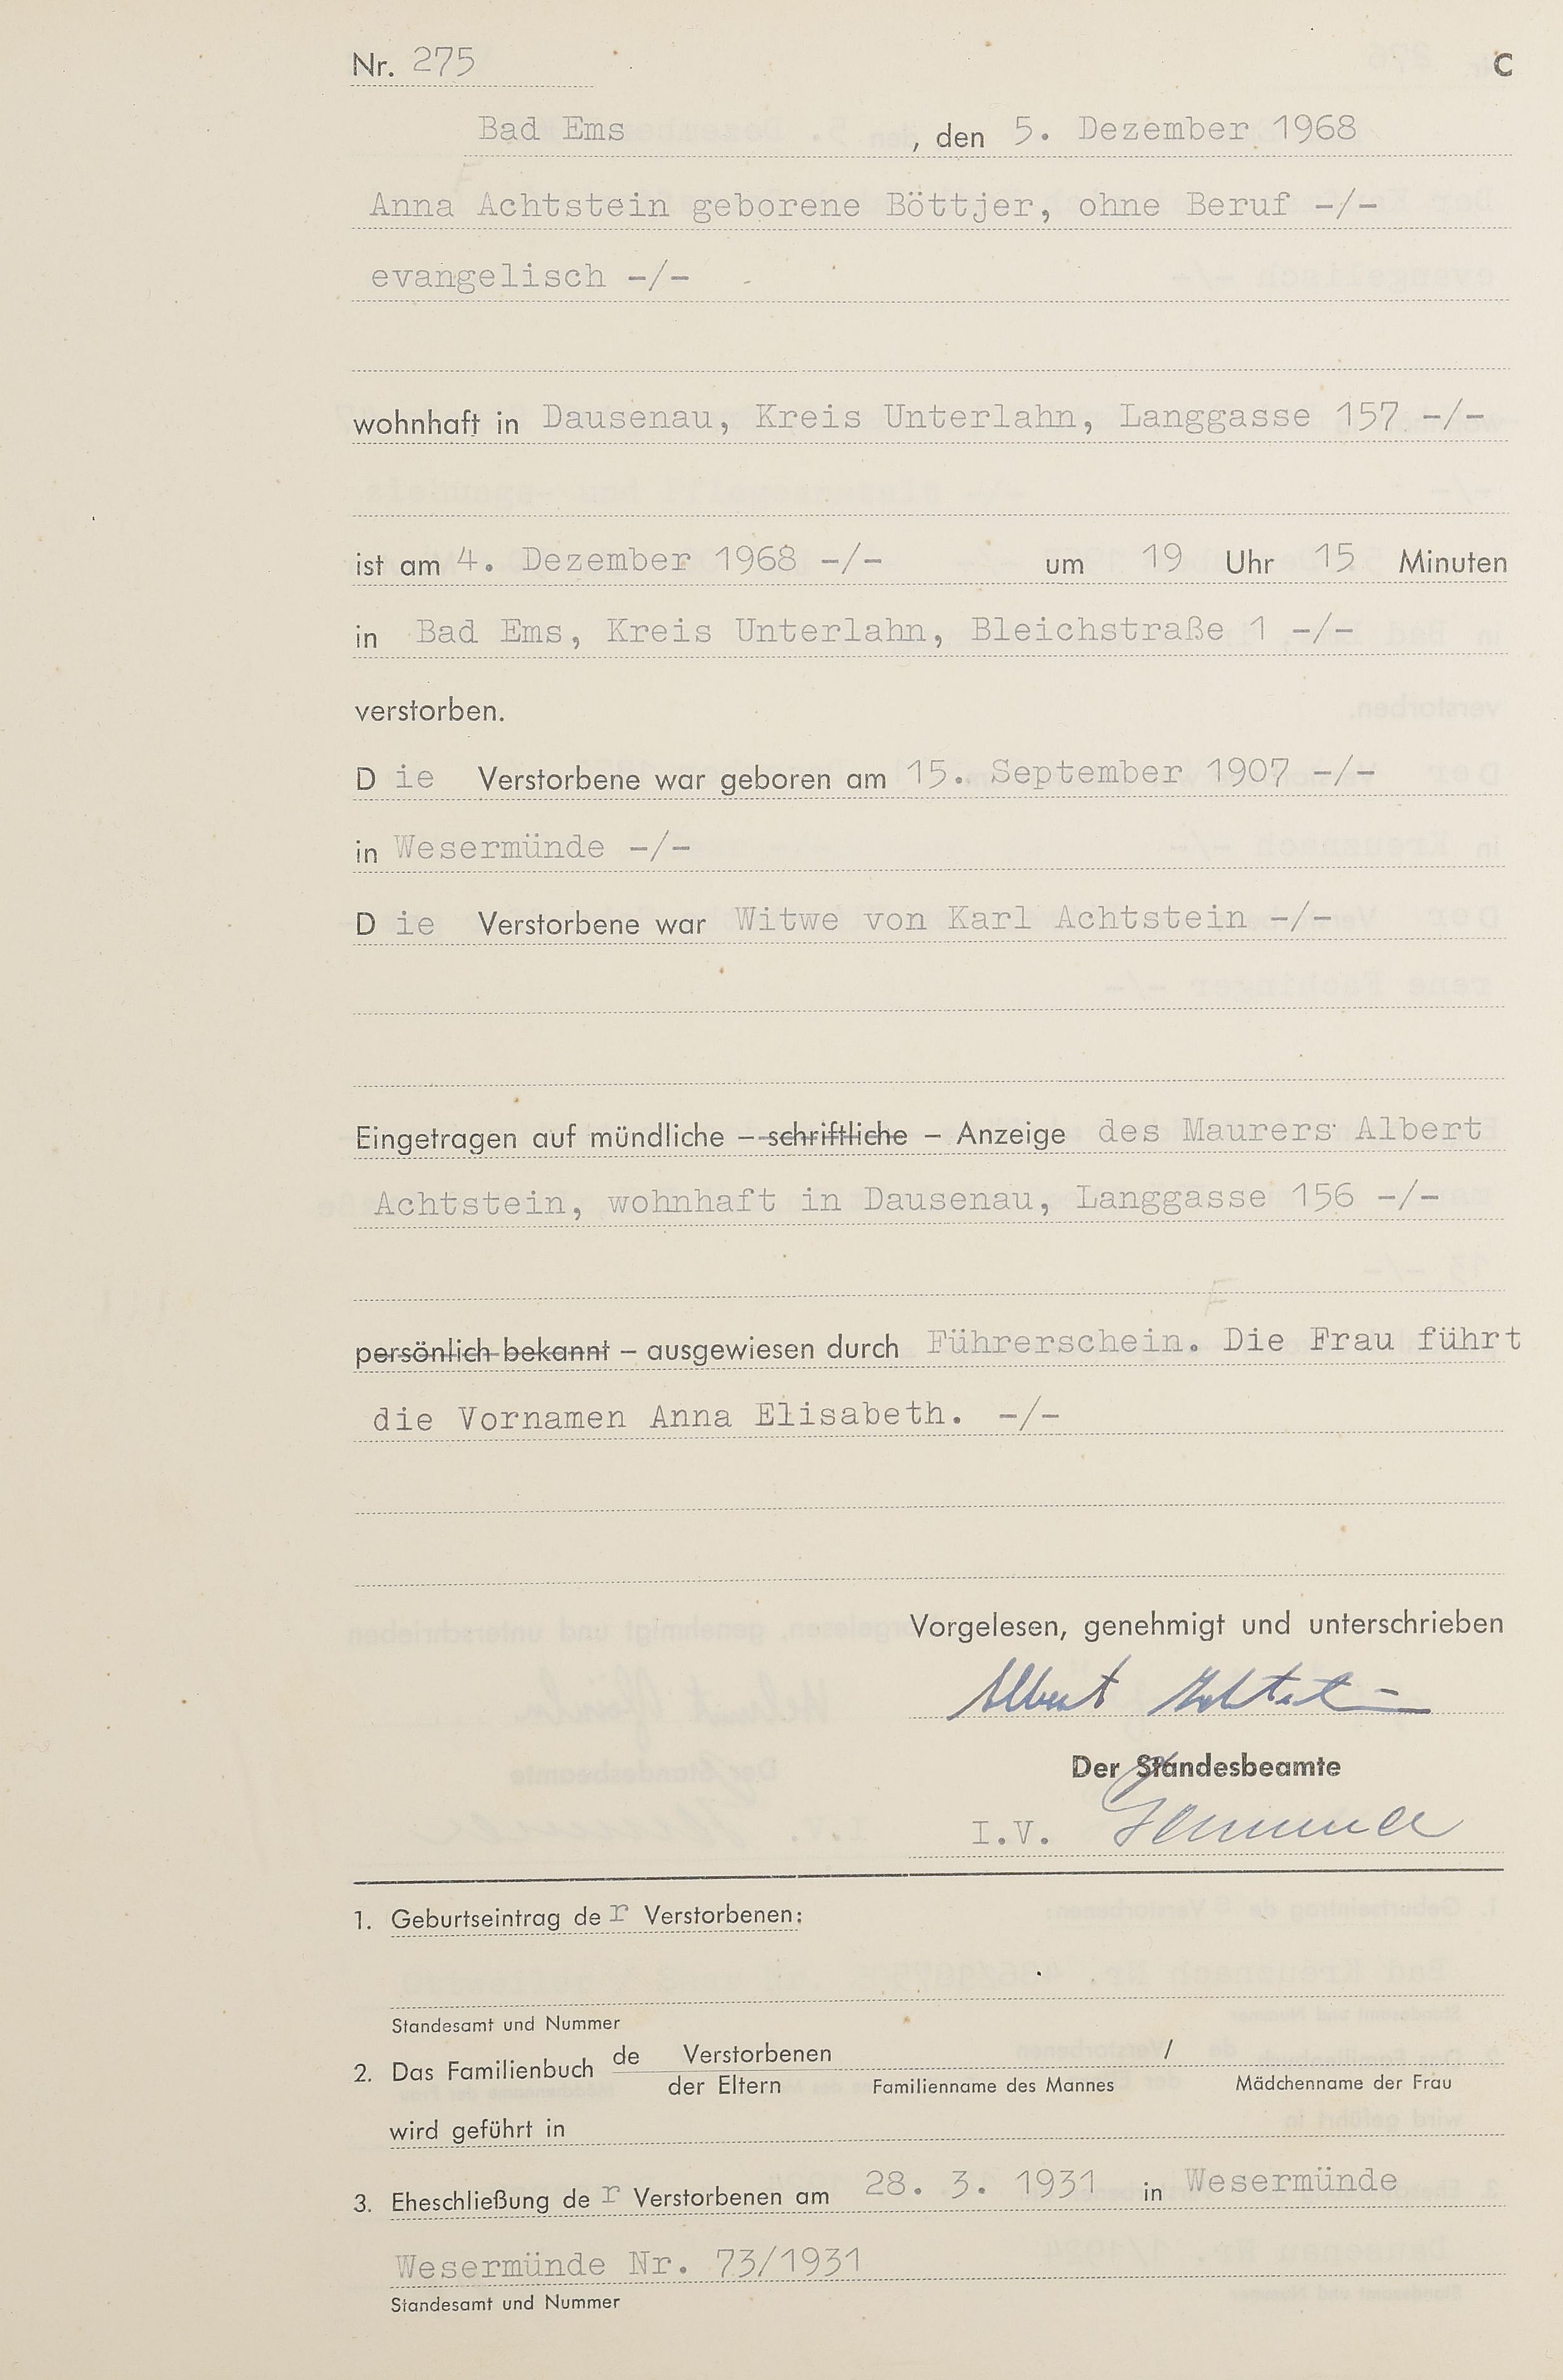 Nr. 275
C
Bad Ems, den 5. Dezember 1968
Anna Achtstein geborene Böttjer, ohne Beruf -/-
evangelisch -/-
wohnhaft in Dausenau, Kreis Unterlahn, Langgasse 157 -/-
ist am 4. Dezember 1968 -/- um 19 Uhr 15 Minuten
in Bad Ems, Kreis Unterlahn, Bleichstraße 1 -/-
verstorben.
Die Verstorbene war geboren am 15. September 1907 -/-
in Wesermünde -/-
Die Verstorbene war Witwe von Karl Achtstein -/-
Eingetragen auf mündliche – schriftliche – Anzeige des Maurers Albert
Achtstein, wohnhaft in Dausenau, Langgasse 156 -/-
persönlich bekannt – ausgewiesen durch Führerschein. Die Frau führt
die Vornamen Anna Elisabeth. -/-
Vorgelesen, genehmigt und unterschrieben
Albert Achtstein
Der Standesbeamte
I.V.
1. Geburtseintrag der Verstorbenen:
Standesamt und Nummer
2. Das Familienbuch de Verstorbenen /
der Eltern Familienname des Mannes Mädchenname der Frau
wird geführt in
3. Eheschließung der Verstorbenen am 28. 3. 1931 in Wesermünde
Wesermünde Nr. 73/1931
Standesamt und Nummer